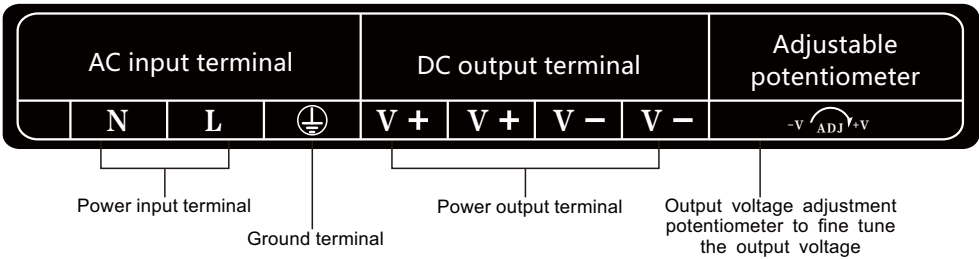 AC input terminal
DC output terminal
Adjustable
potentiometer
N L V + V + V − V − -V ADJ +V
Power input terminal
Ground terminal
Power output terminal
Output voltage adjustment
potentiometer to fine tune
the output voltage